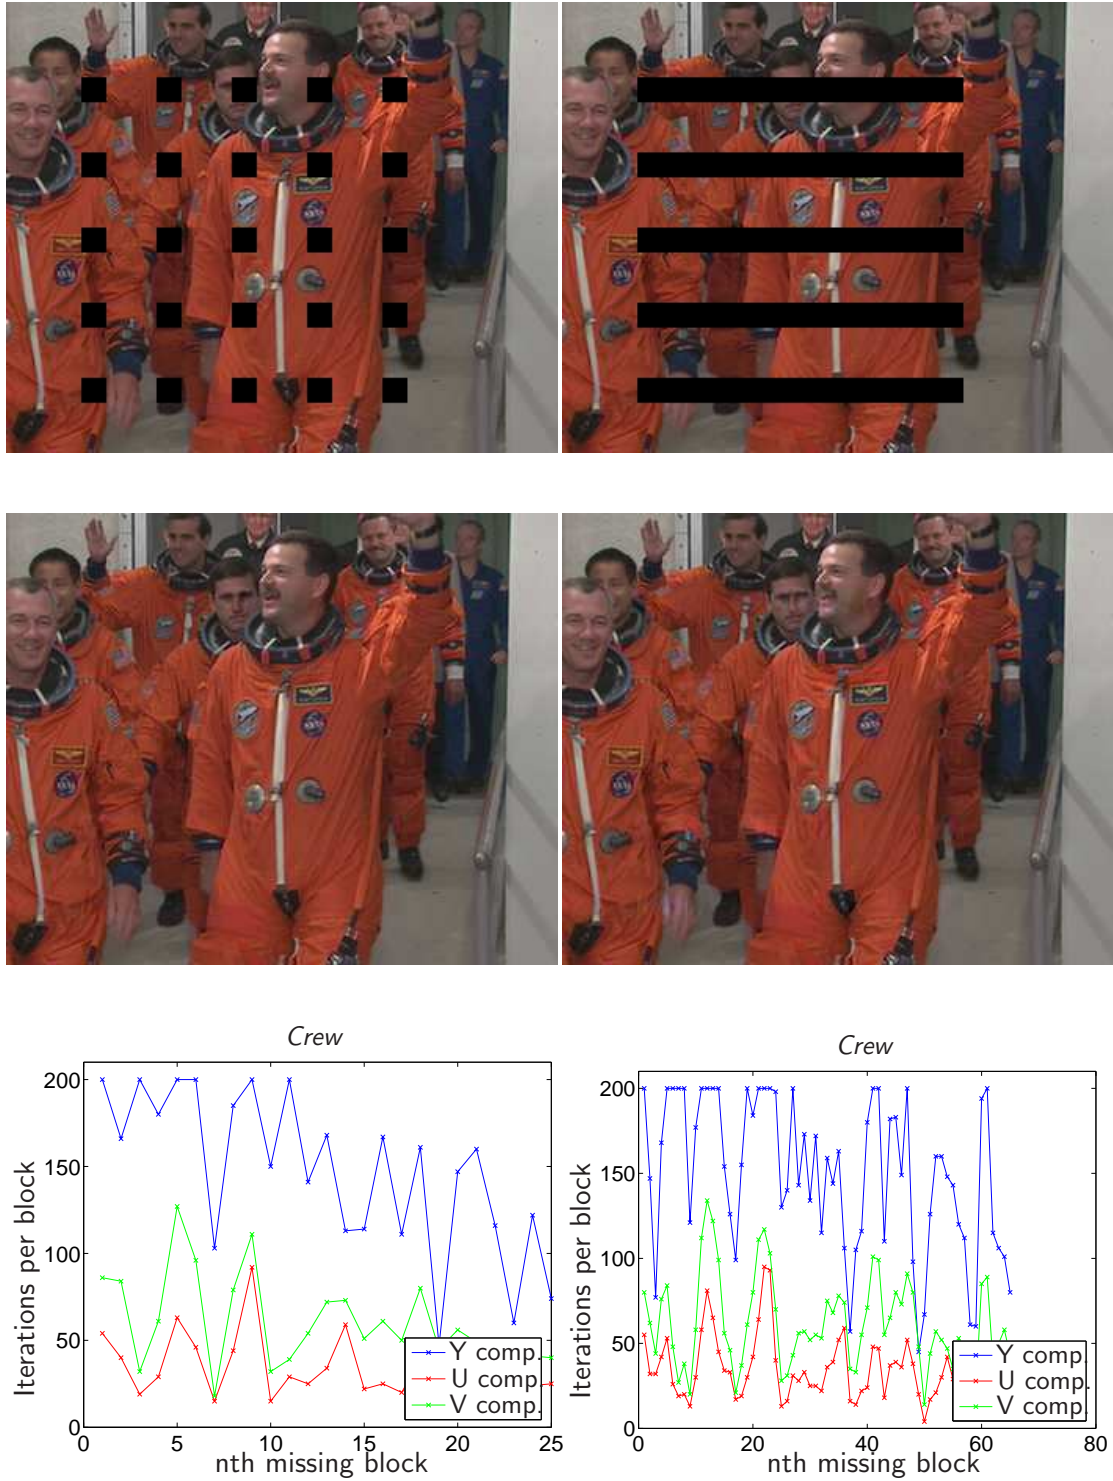 Crew
200
150
100
50
0
Iterations per block
0 5 10 15 20 25
nth missing block
Y comp.
U comp.
V comp.
Crew
200
150
100
50
0
Iterations per block
0 20 40 60 80
nth missing block
Y comp.
U comp.
V comp.